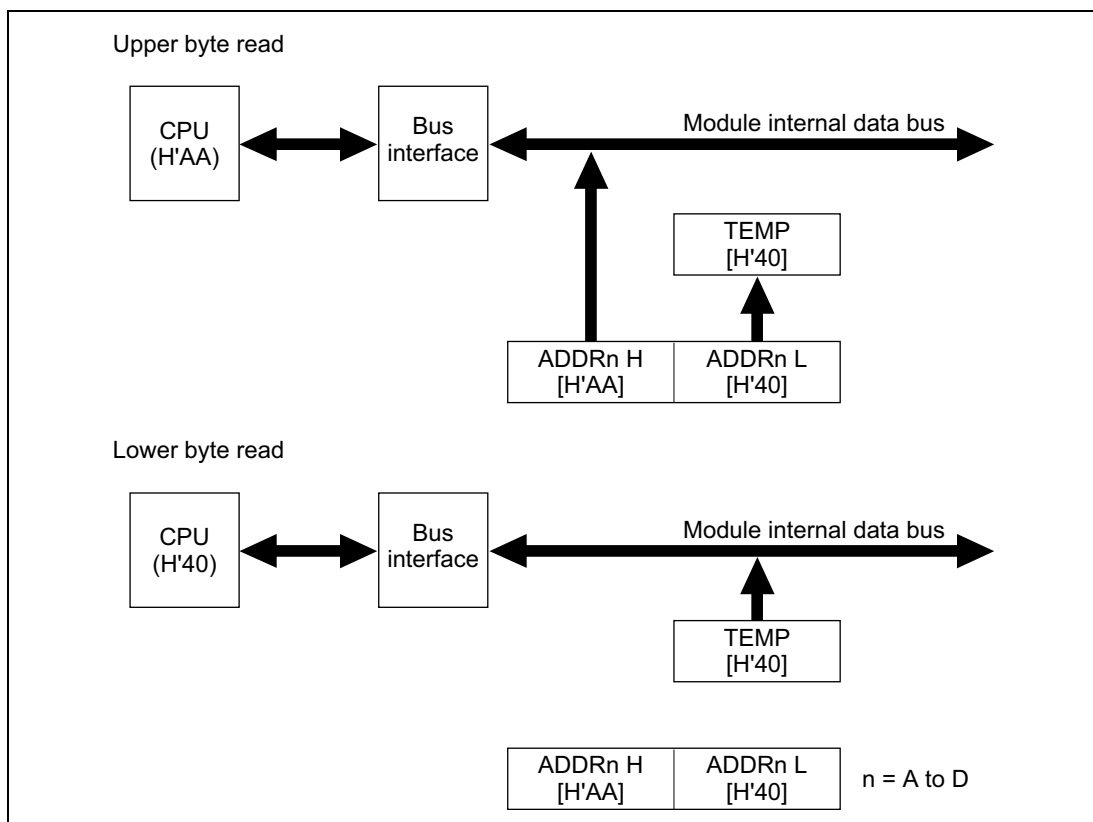 Upper byte read
CPU
(H'AA)
Bus
interface
Module internal data bus
TEMP
[H'40]
ADDRn H
[H'AA]
ADDRn L
[H'40]
Lower byte read
CPU
(H'40)
Bus
interface
Module internal data bus
TEMP
[H'40]
ADDRn H
[H'AA]
ADDRn L
[H'40]
n = A to D